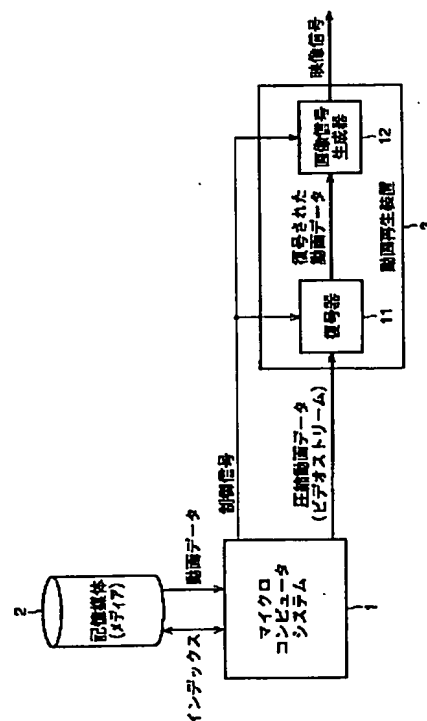 2
記憶媒体
(メディア)
インデックス
動画データ
マイクロ
コンピュータ
システム
1
制御信号
圧縮動画データ
(ビデオストリーム)
復号器
11
復号された
動画データ
画像信号
生成器
12
動画再生装置
3
映像信号